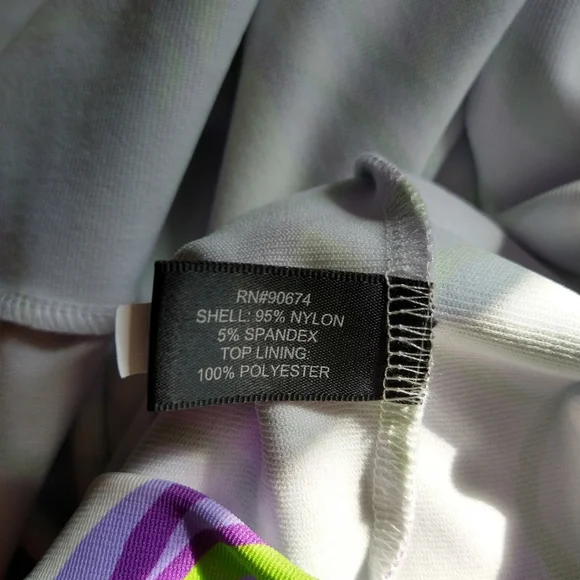 RN#90674
SHELL: 95% NYLON
5% SPANDEX
TOP LINING:
100% POLYESTER